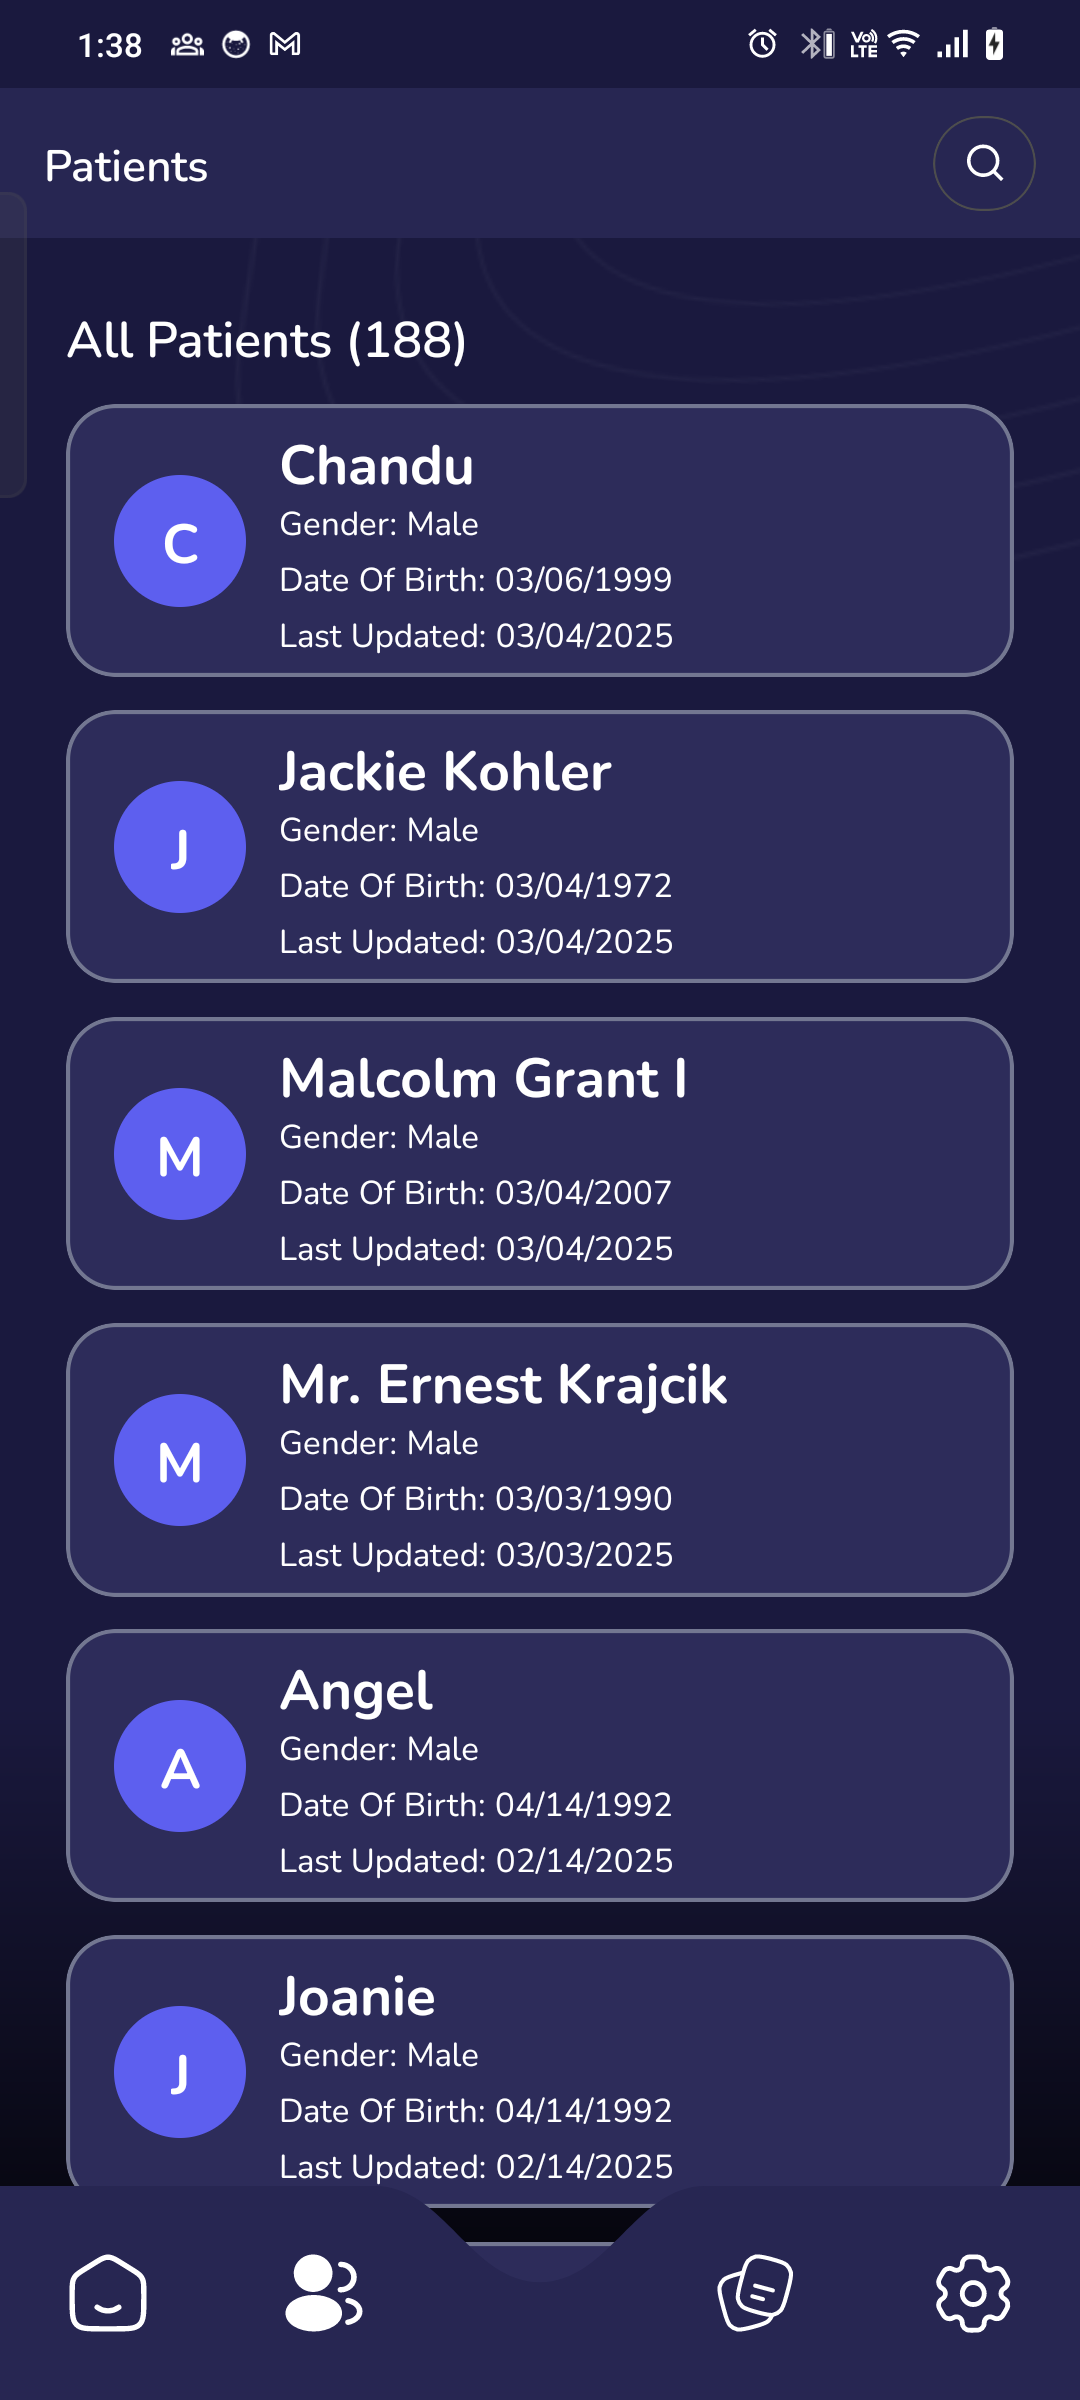 1:38
Vo)) LTE
Patients
All Patients (188)
Chandu
C
Gender: Male
Date Of Birth: 03/06/1999
Last Updated: 03/04/2025
Jackie Kohler
J
Gender: Male
Date Of Birth: 03/04/1972
Last Updated: 03/04/2025
Malcolm Grant I
M
Gender: Male
Date Of Birth: 03/04/2007
Last Updated: 03/04/2025
Mr. Ernest Krajcik
M
Gender: Male
Date Of Birth: 03/03/1990
Last Updated: 03/03/2025
Angel
A
Gender: Male
Date Of Birth: 04/14/1992
Last Updated: 02/14/2025
Joanie
J
Gender: Male
Date Of Birth: 04/14/1992
Last Updated: 02/14/2025